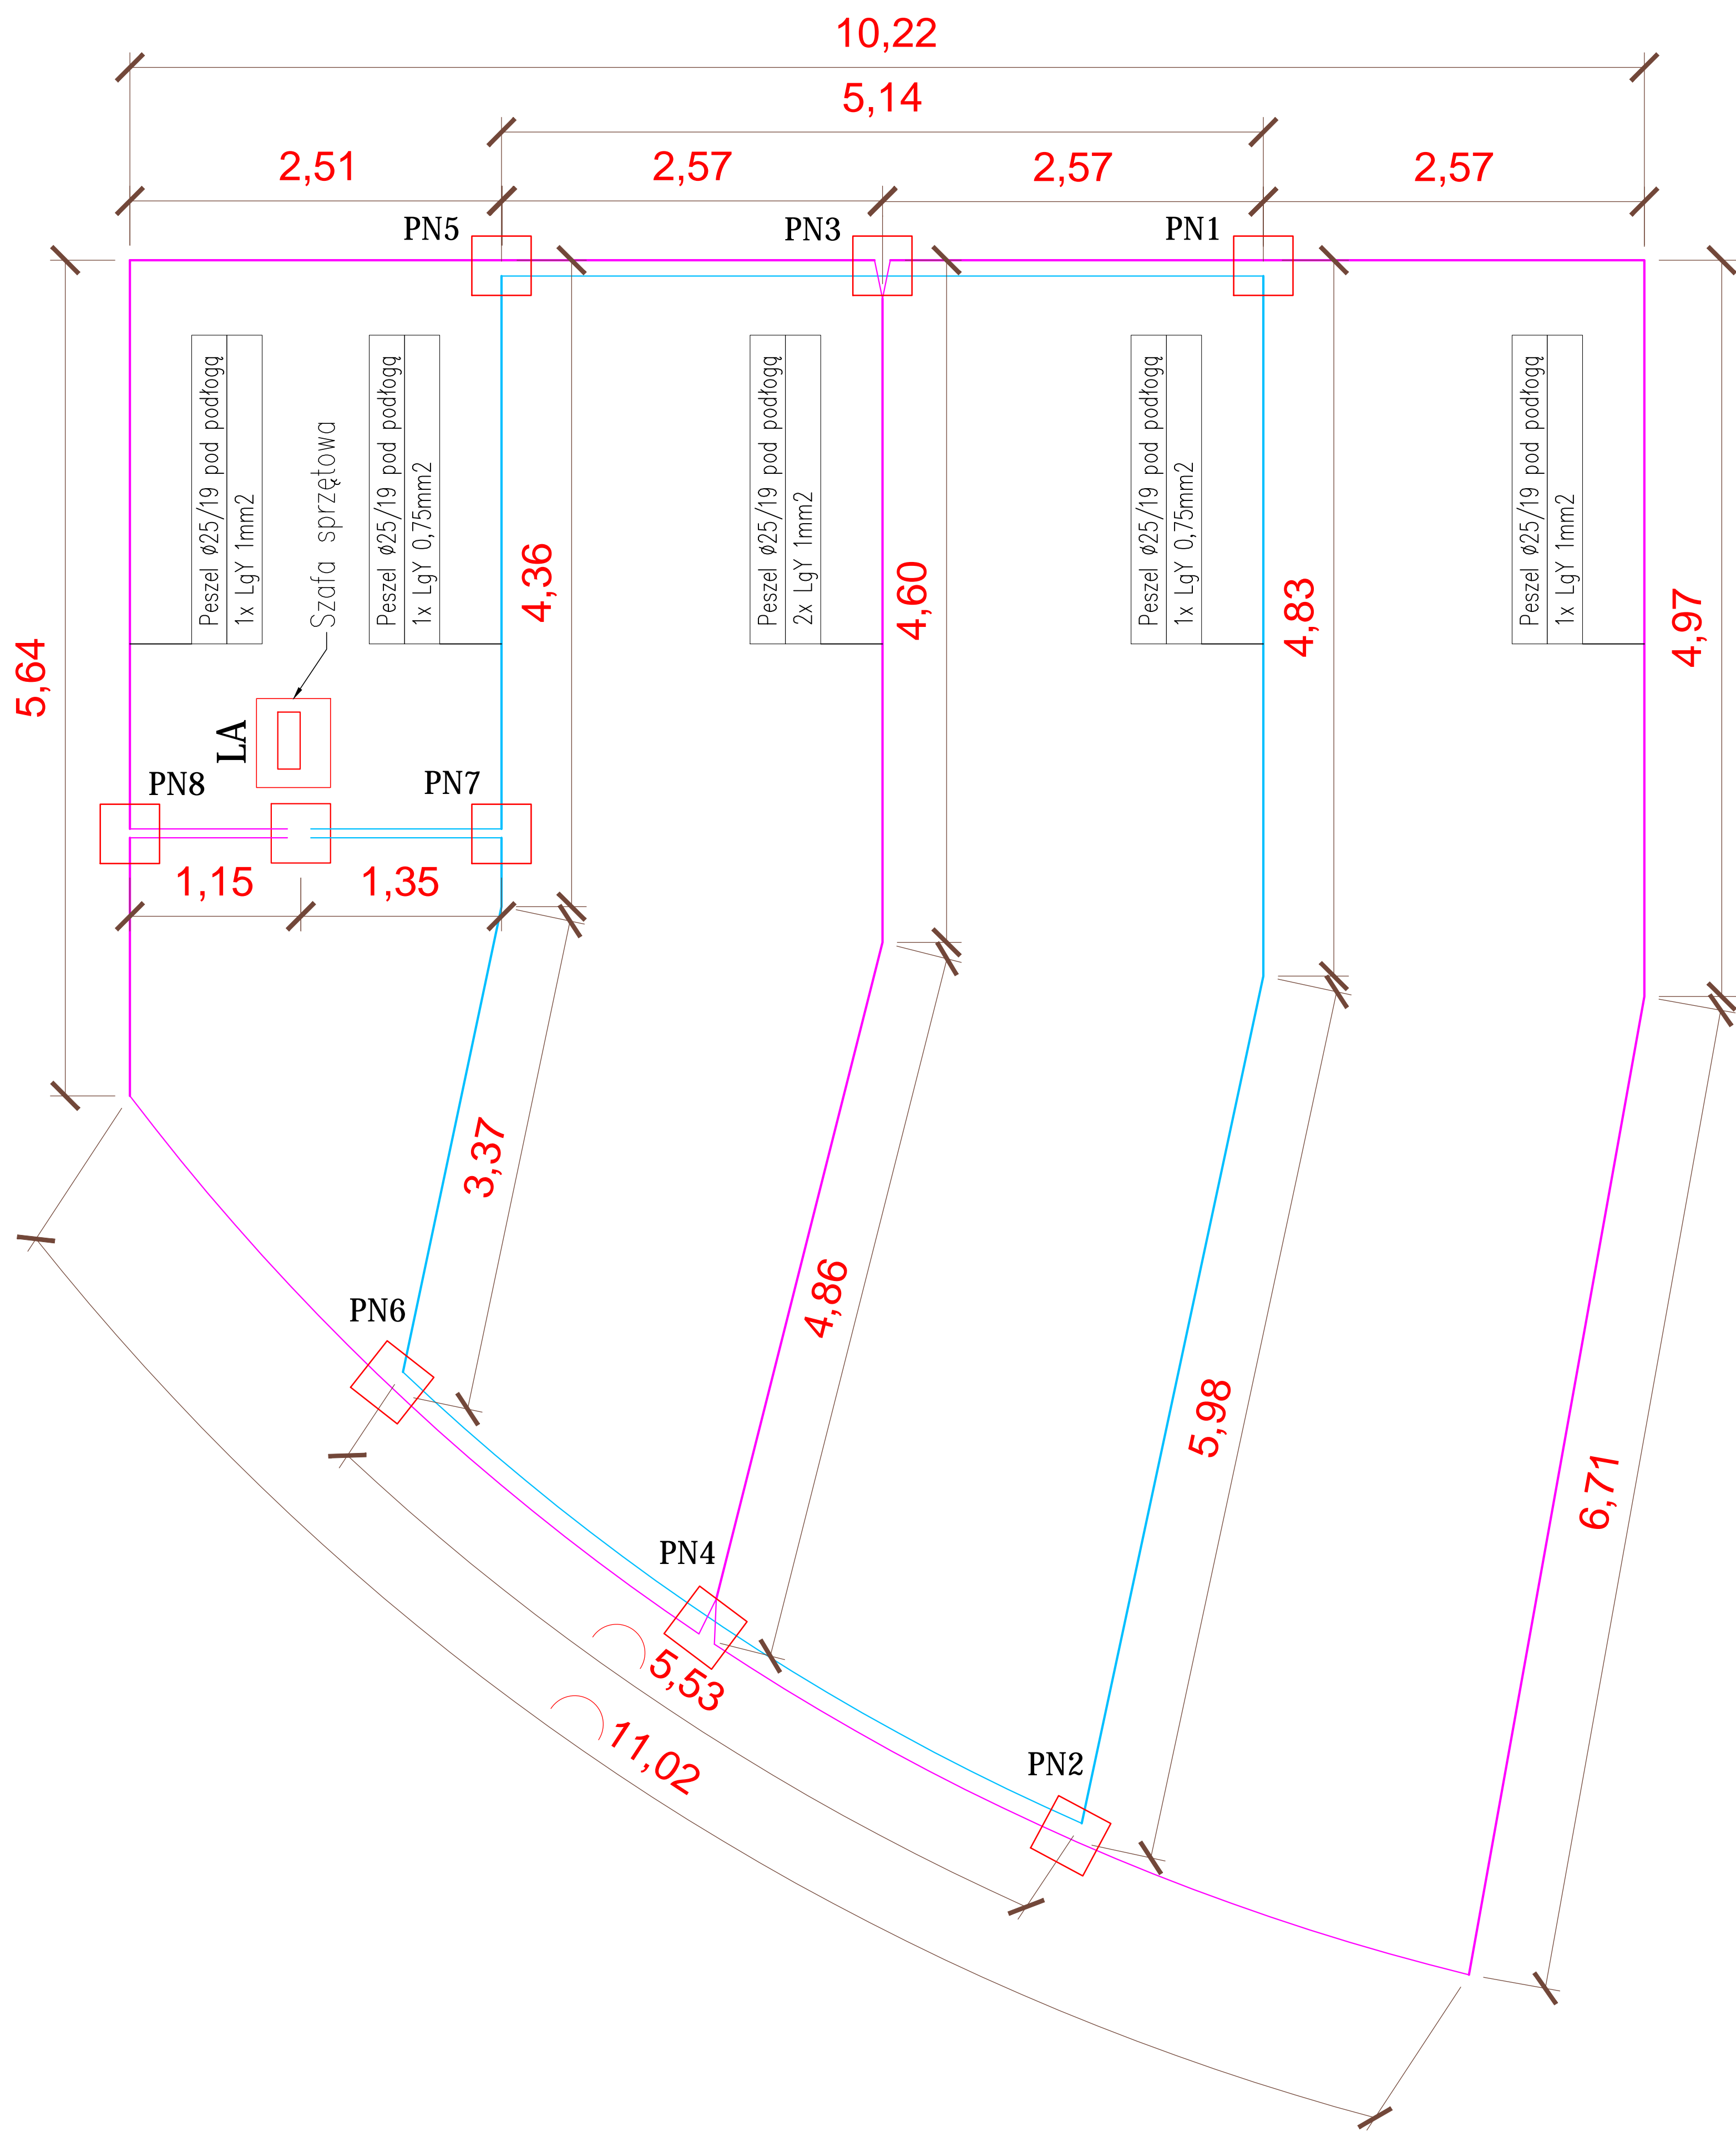 10,22
5,14
2,51
2,57
2,57
2,57
PN5
PN3
PN1
Peszel ø25/19 pod podłogą
1x LgY 1mm2
Szafa sprzętowa
Peszel ø25/19 pod podłogą
1x LgY 0,75mm2
Peszel ø25/19 pod podłogą
2x LgY 1mm2
Peszel ø25/19 pod podłogą
1x LgY 0,75mm2
Peszel ø25/19 pod podłogą
1x LgY 1mm2
4,36
4,60
4,83
4,97
5,64
LA
PN8
PN7
1,15
1,35
3,37
4,86
5,98
6,71
PN6
PN4
PN2
5,53
11,02